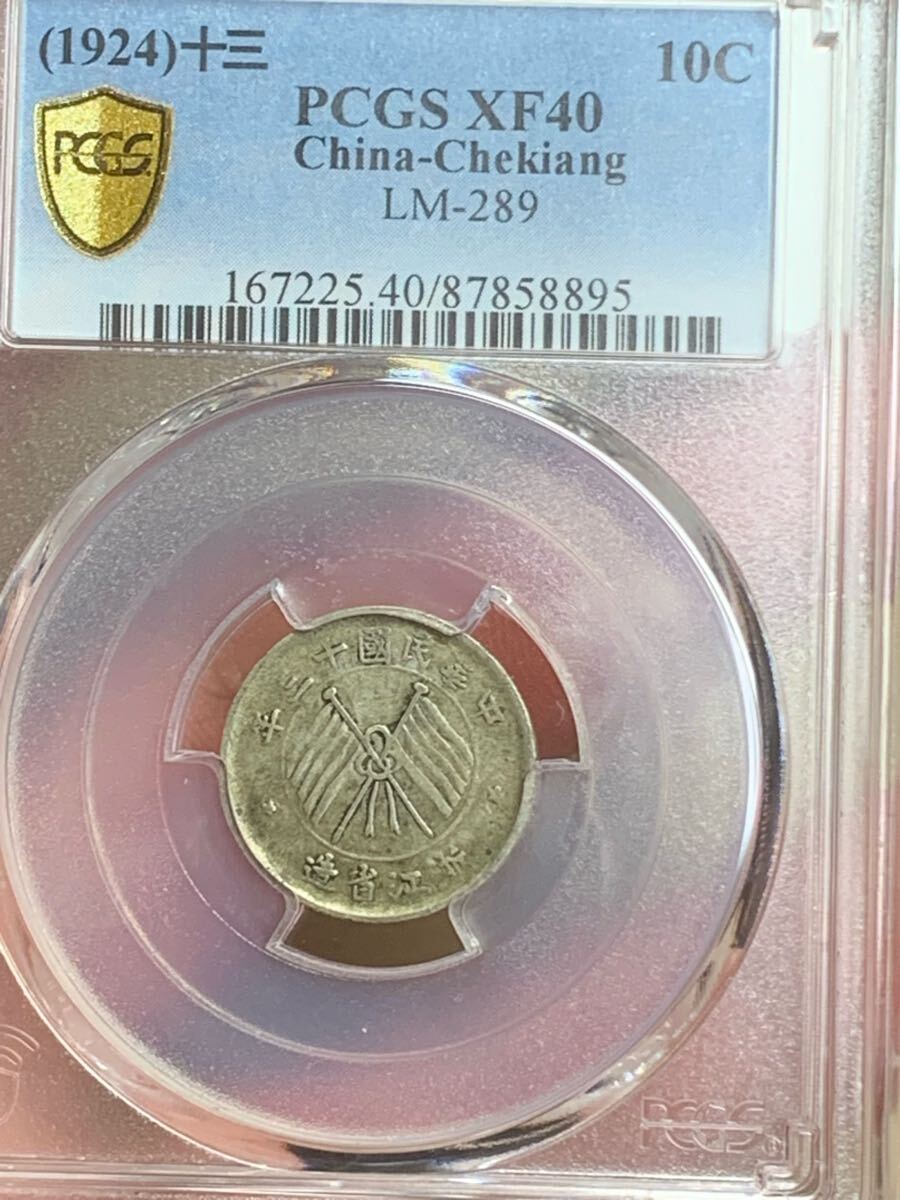 (1924)十三 10C
PCGS XF40
China-Chekiang
LM-289
PCGS
167225.40/87858895
中華民國十三年
浙江省造
PCGS